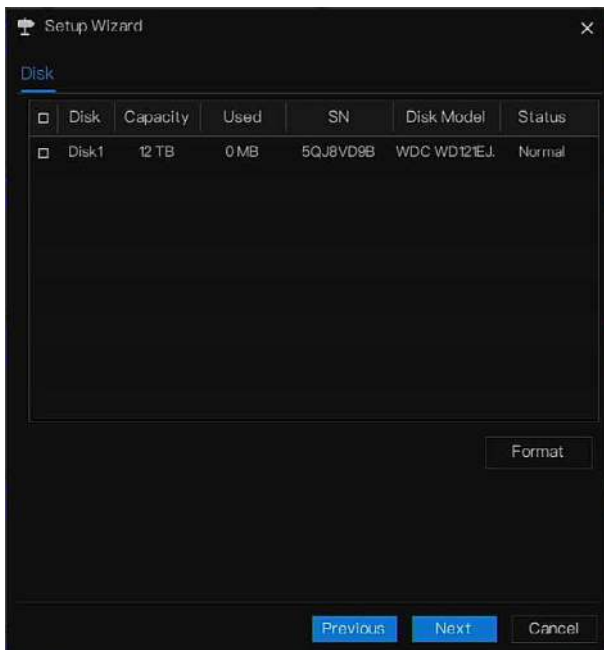 Setup Wizard
Disk
Disk Capacity Used SN Disk Model Status
Disk1 12 TB 0 MB 5QJ8VD9B WDC WD121EJ. Normal
Format
Previous Next Cancel